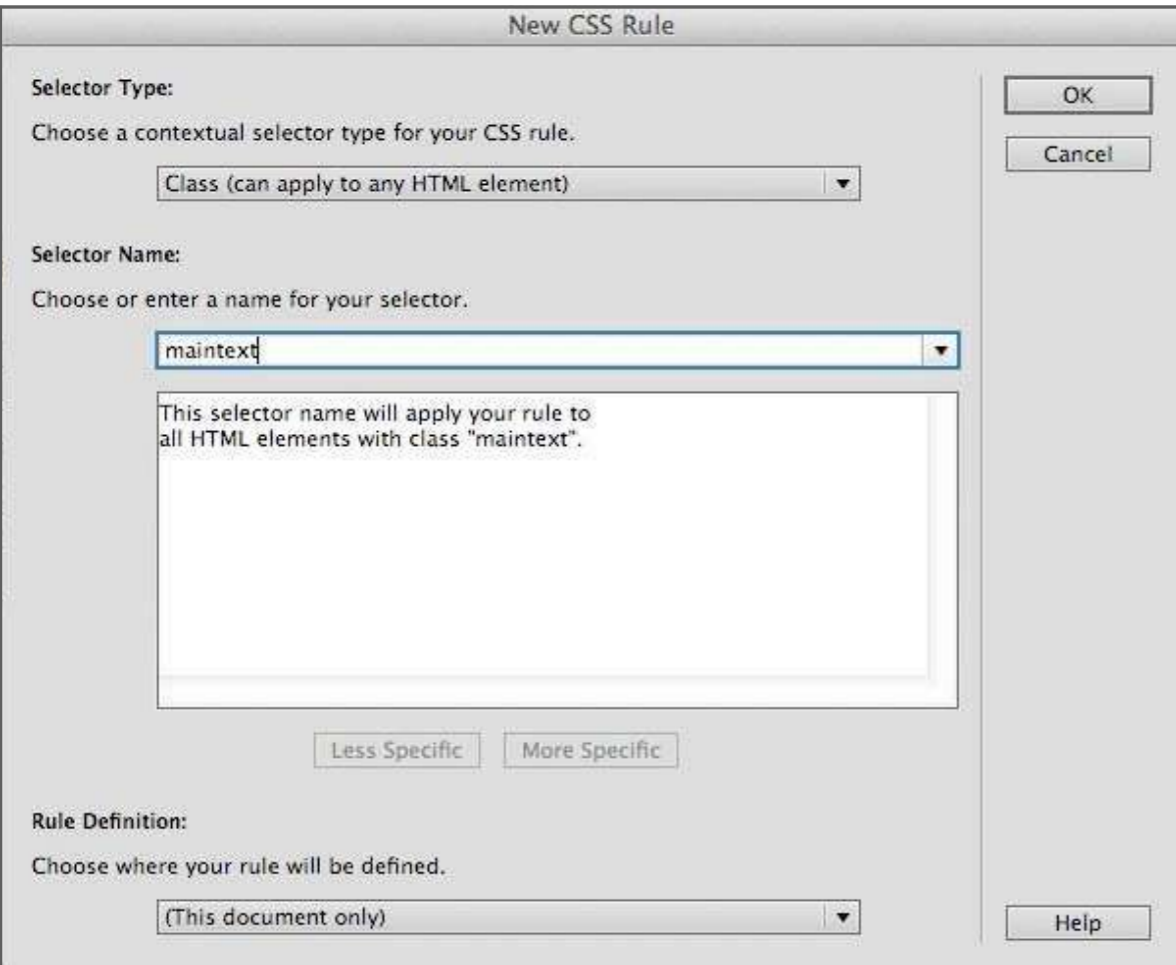 New CSS Rule
Selector Type:
OK
Choose a contextual selector type for your CSS rule.
Cancel
Class (can apply to any HTML element)
Selector Name:
Choose or enter a name for your selector.
maintext
This selector name will apply your rule to
all HTML elements with class "maintext".
Less Specific
More Specific
Rule Definition:
Choose where your rule will be defined.
(This document only)
Help